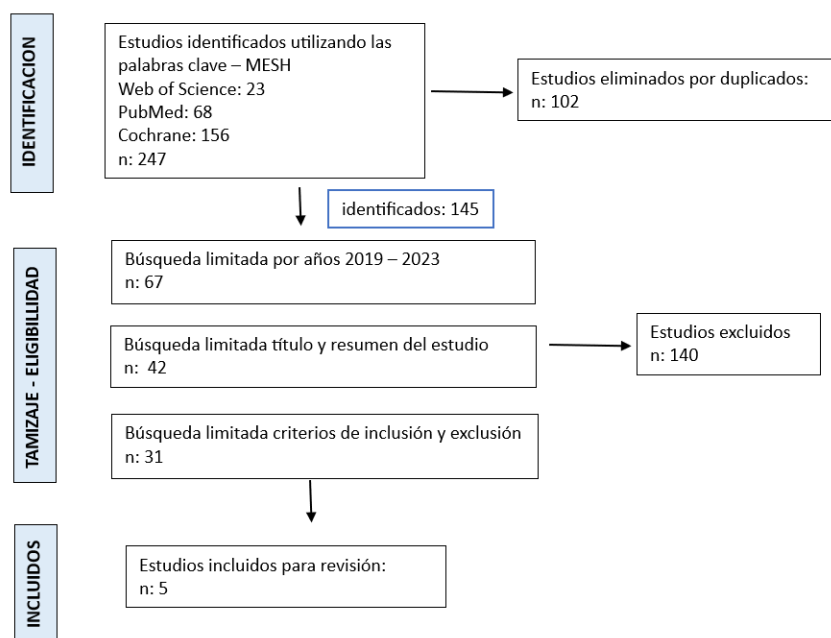 IDENTIFICACION
Estudios identificados utilizando las
palabras clave – MESH
Web of Science: 23
PubMed: 68
Cochrane: 156
n: 247
Estudios eliminados por duplicados:
n: 102
identificados: 145
TAMIZAJE - ELIGIBILLIDAD
Búsqueda limitada por años 2019 – 2023
n: 67
Búsqueda limitada título y resumen del estudio
n: 42
Estudios excluidos
n: 140
Búsqueda limitada criterios de inclusión y exclusión
n: 31
INCLUIDOS
Estudios incluidos para revisión:
n: 5